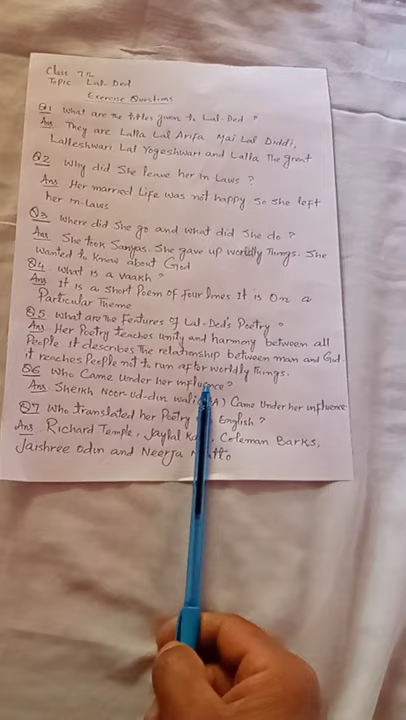 Class 7th
Topic Lal-Ded
Exercise Questions
Q1 What are the titles given to Lal-Ded ?
Ans They are Lalla Lal Arifa Mai Lal Diddi,
Lalleshwari Lal Yogeshwari and Lalla The great
Q2 Why did She leave her in Laws ?
Ans Her married Life was not happy so she left
her in-laws
Q3 Where did She go and what did She do ?
Ans She took Sanyas. She gave up worldly Things. She
wanted to know about God
Q4 What is a vaakh ?
Ans It is a Short Poem of four lines It is On a
Particular Theme
Q5 What are the Features of Lal-Ded's Poetry ?
Ans Her Poetry teaches unity and harmony between all
People it describes the relationship between man and God.
it reaches People not to run after worldly Things.
Q6 Who Came under her influence ?
Ans Sheikh Noor-ud-din wali Came Under her influence
Q7 Who translated her Poetry English ?
Ans Richard Temple, Jaylal Coleman Barks,
Jaishree Odin and Neerja